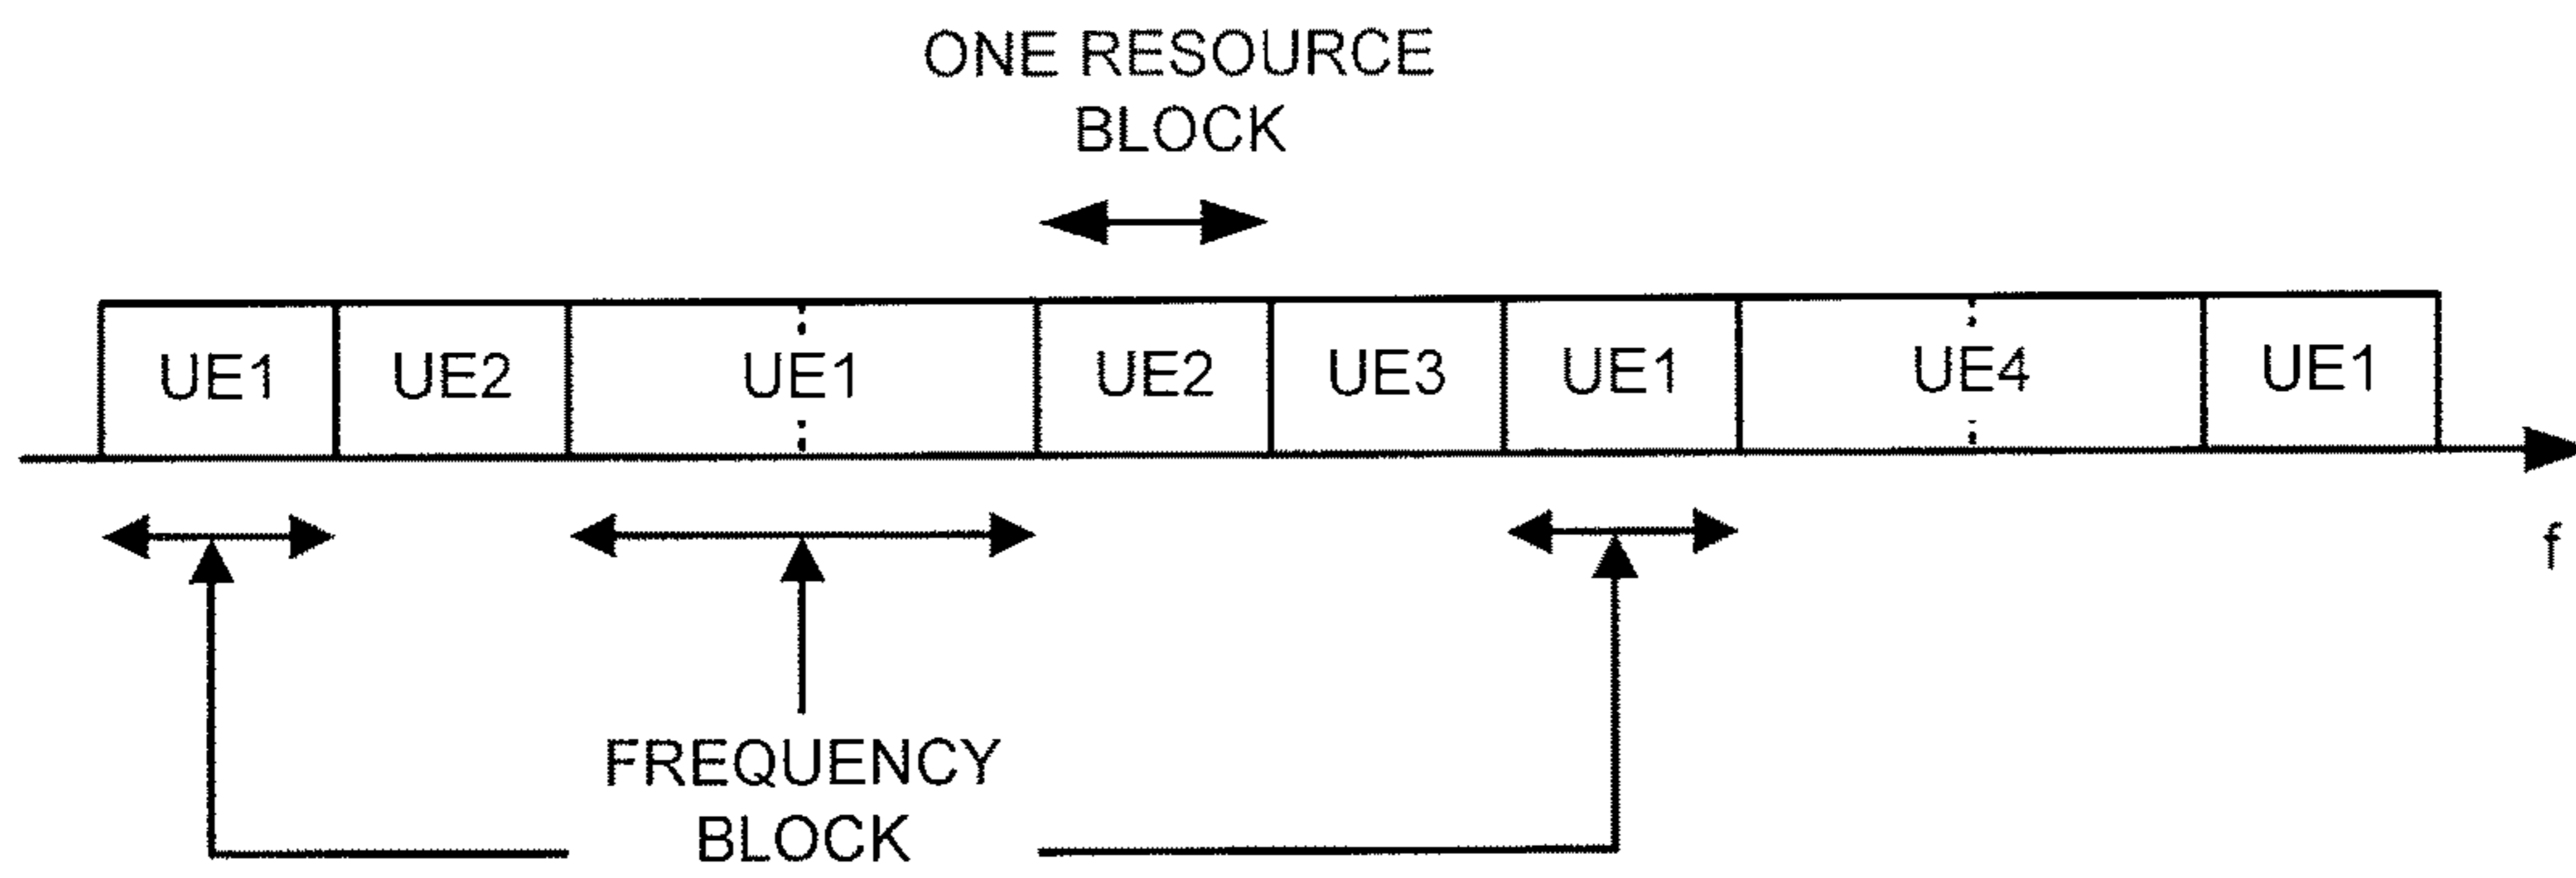 ONE RESOURCE
BLOCK
UE1 UE2 UE1 UE2 UE3 UE1 UE4 UE1
f
FREQUENCY
BLOCK